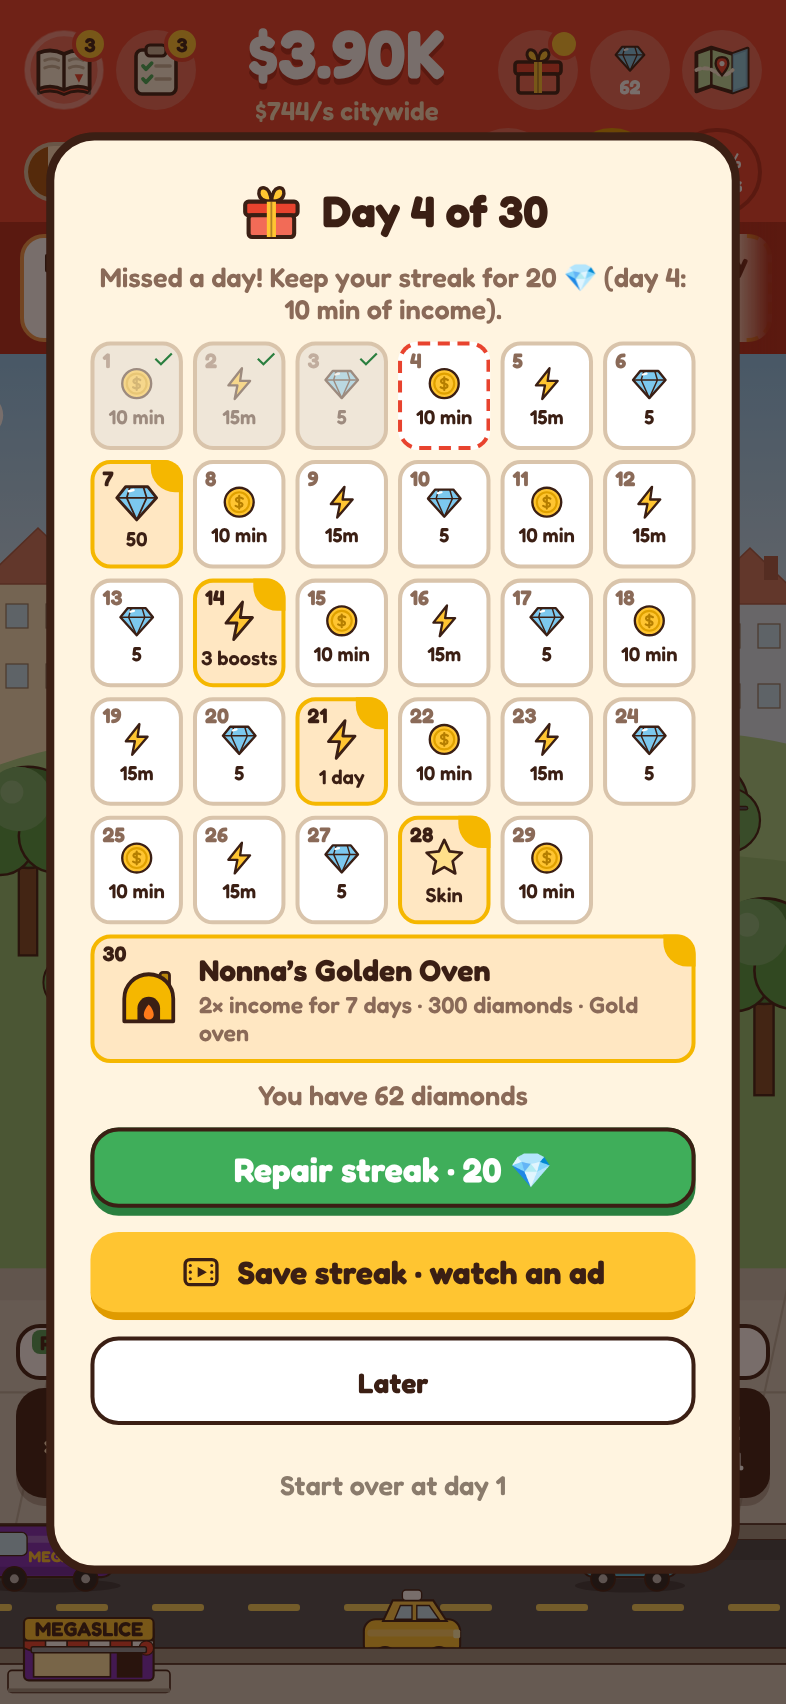 3
3
$3.90K
$744/s citywide
62
Day 4 of 30
Missed a day! Keep your streak for 20 💎 (day 4:
10 min of income).
1
10 min
2
15m
3
5
4
10 min
5
15m
6
5
7
50
8
10 min
9
15m
10
5
11
10 min
12
15m
13
5
14
3 boosts
15
10 min
16
15m
17
5
18
10 min
19
15m
20
5
21
1 day
22
10 min
23
15m
24
5
25
10 min
26
15m
27
5
28
Skin
29
10 min
30
Nonna’s Golden Oven
2× income for 7 days · 300 diamonds · Gold
oven
You have 62 diamonds
Repair streak · 20 💎
Save streak · watch an ad
Later
Start over at day 1
MEGASLICE